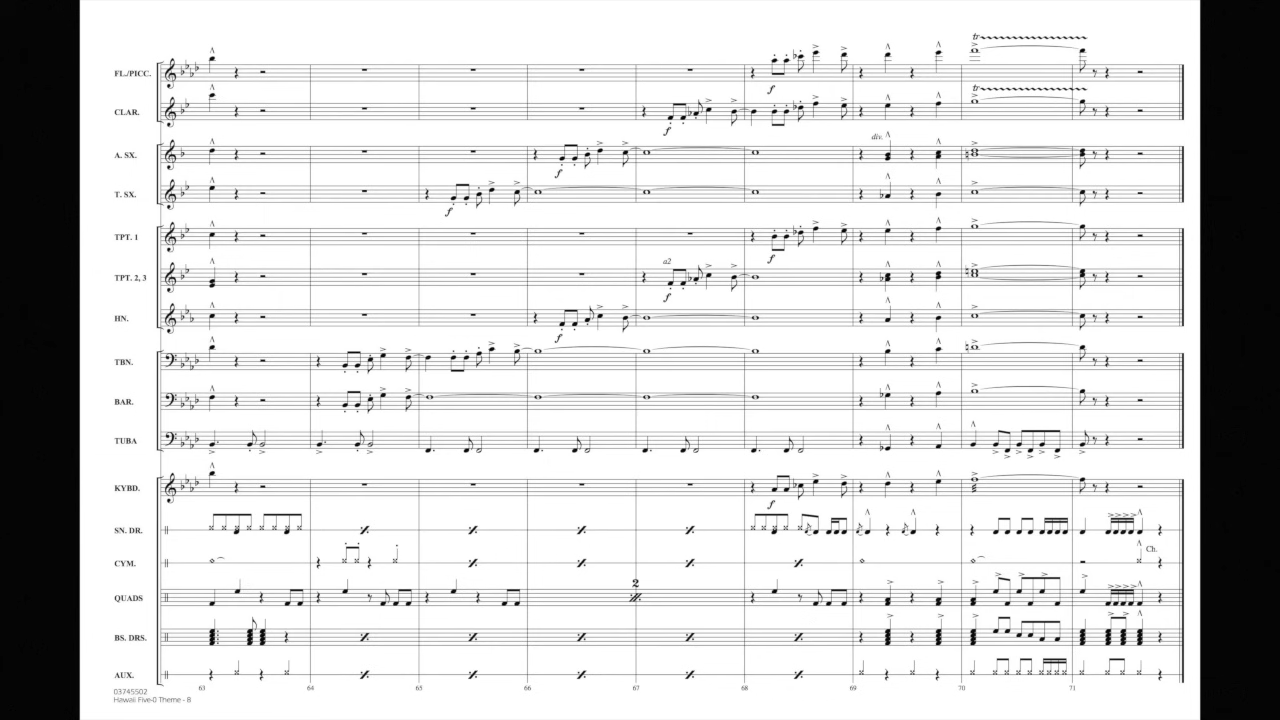 tr
FL./PICC.
f
tr
CLAR.
f
div.
A. SX.
f
T. SX.
f
TPT. 1
f
a2
TPT. 2, 3
f
HN.
f
TBN.
BAR.
TUBA
KYBD.
f
SN. DR.
Ch.
CYM.
2
QUADS
BS. DRS.
AUX.
63 64 65 66 67 68 69 70 71
03745502
Hawaii Five-0 Theme - 8